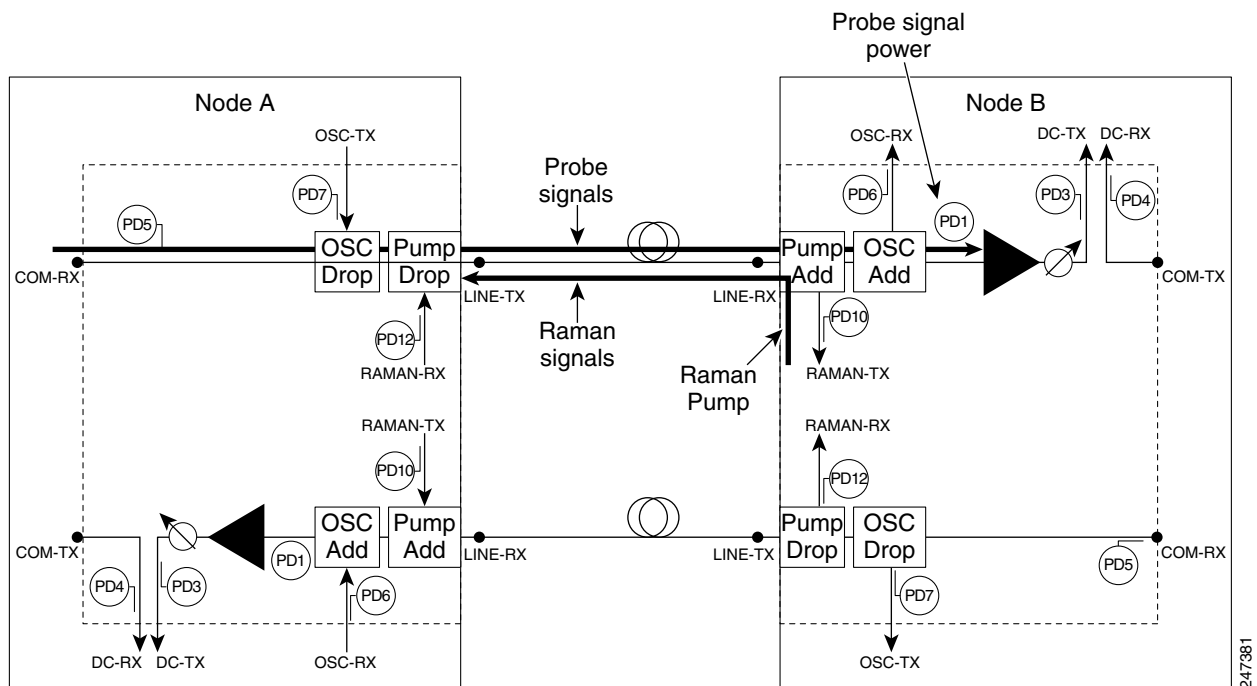 Probe signal
power
Node A
Node B
OSC-TX
OSC-RX
DC-TX
DC-RX
Probe
signals
PD7
PD6
PD3
PD4
PD5
PD1
OSC
Drop
Pump
Drop
Pump
Add
OSC
Add
COM-RX
LINE-TX
LINE-RX
COM-TX
PD12
Raman
signals
PD10
RAMAN-RX
Raman
Pump
RAMAN-TX
RAMAN-TX
RAMAN-RX
PD10
PD12
OSC
Add
Pump
Add
Pump
Drop
OSC
Drop
COM-TX
PD1
LINE-RX
LINE-TX
PD5
COM-RX
PD4
PD3
PD6
PD7
DC-RX
DC-TX
OSC-RX
OSC-TX
247381